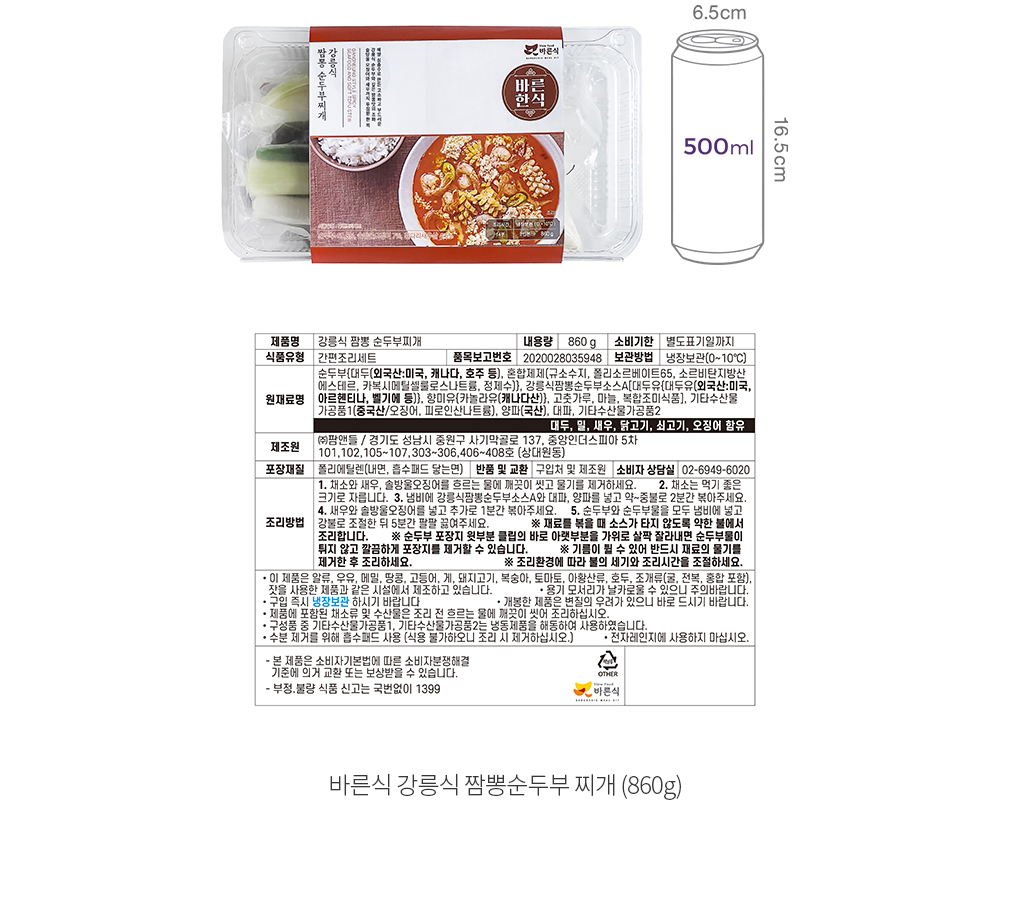 6.5cm
16.5cm
500ml
강릉식
짬뽕 순두부찌개
GANGNEUNG STYLE SPICY
SEAFOOD AND SOFT TOFU STEW
Slow Food
바른식
BARUNSHIK MEAL KIT
바른
한식
조리시간
냉장보관 (0~10℃)
860g
제품명 강릉식 짬뽕 순두부찌개 내용량 860 g 소비기한 별도표기일까지
식품유형 간편조리세트 품목보고번호 2020028035948 보관방법 냉장보관(0~10℃)
원재료명
순두부{대두(외국산:미국, 캐나다, 호주 등), 혼합제제(규소수지, 폴리소르베이트65, 소르비탄지방산
에스테르, 카복시메틸셀룰로스나트륨, 정제수)}, 강릉식짬뽕순두부소스A[대두유{대두유(외국산:미국,
아르헨티나, 벨기에 등)}, 향미유{카놀라유(캐나다산)}, 고춧가루, 마늘, 복합조미식품], 기타수산물
가공품1(중국산/오징어, 피로인산나트륨), 양파(국산), 대파, 기타수산물가공품2
대두, 밀, 새우, 닭고기, 쇠고기, 오징어 함유
제조원
㈜팜앤들 / 경기도 성남시 중원구 사기막골로 137, 중앙인더스피아 5차
101,102,105~107,303~306,406~408호 (상대원동)
포장재질 폴리에틸렌(내면, 흡수패드 닿는면) 반품 및 교환 구입처 및 제조원 소비자 상담실 02-6949-6020
조리방법
1. 채소와 새우, 솔방울오징어를 흐르는 물에 깨끗이 씻고 물기를 제거하세요. 2. 채소는 먹기 좋은
크기로 자릅니다. 3. 냄비에 강릉식짬뽕순두부소스A와 대파, 양파를 넣고 약~중불로 2분간 볶아주세요.
4. 새우와 솔방울오징어를 넣고 추가로 1분간 볶아주세요. 5. 순두부와 순두부물을 모두 냄비에 넣고
강불로 조절한 뒤 5분간 팔팔 끓여주세요. ※ 재료를 볶을 때 소스가 타지 않도록 약한 불에서
조리합니다. ※ 순두부 포장지 윗부분 클립의 바로 아랫부분을 가위로 살짝 잘라내면 순두부물이
튀지 않고 깔끔하게 포장지를 제거할 수 있습니다. ※ 기름이 튈 수 있어 반드시 재료의 물기를
제거한 후 조리하세요. ※ 조리환경에 따라 불의 세기와 조리시간을 조절하세요.
• 이 제품은 알류, 우유, 메밀, 땅콩, 고등어, 게, 돼지고기, 복숭아, 토마토, 아황산류, 호두, 조개류(굴, 전복, 홍합 포함),
잣을 사용한 제품과 같은 시설에서 제조하고 있습니다. • 용기 모서리가 날카로울 수 있으니 주의바랍니다.
• 구입 즉시 냉장보관 하시기 바랍니다 • 개봉한 제품은 변질의 우려가 있으니 바로 드시기 바랍니다.
• 제품에 포함된 채소류 및 수산물은 조리 전 흐르는 물에 깨끗이 씻어 조리하십시오.
• 구성품 중 기타수산물가공품1, 기타수산물가공품2는 냉동제품을 해동하여 사용하였습니다.
• 수분 제거를 위해 흡수패드 사용 (식용 불가하오니 조리 시 제거하십시오.) • 전자레인지에 사용하지 마십시오.
- 본 제품은 소비자기본법에 따른 소비자분쟁해결
기준에 의거 교환 또는 보상받을 수 있습니다.
- 부정.불량 식품 신고는 국번없이 1399
OTHER
Slow Food
바른식
BARUNSHIK MEAL KIT
바른식 강릉식 짬뽕순두부 찌개 (860g)